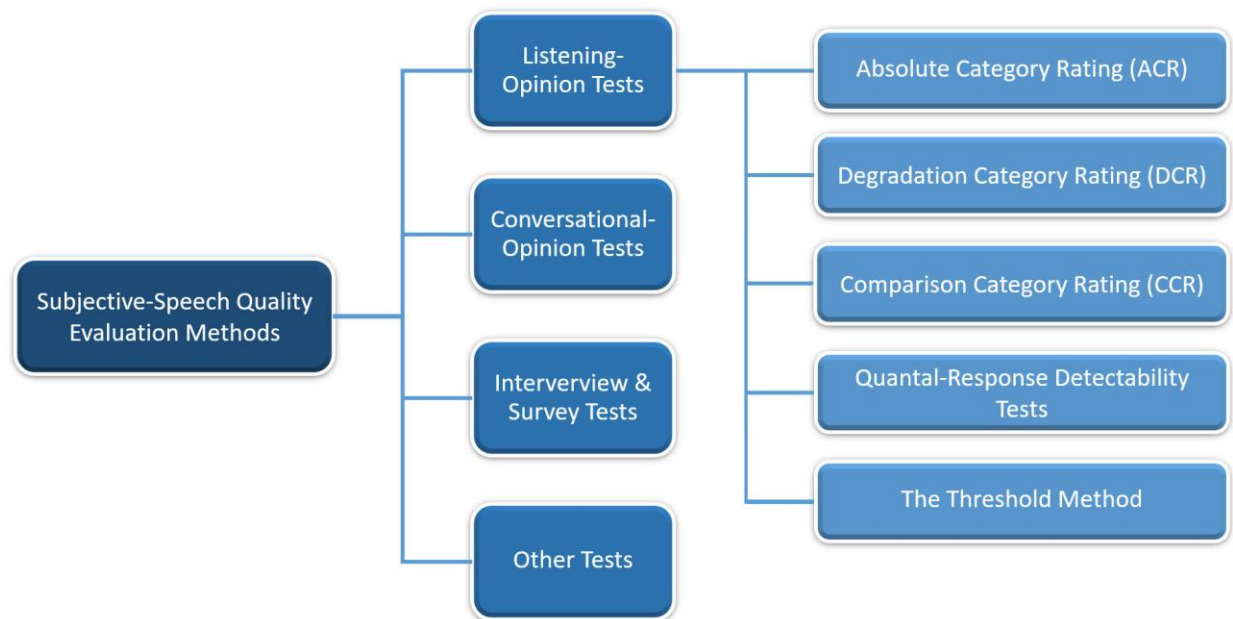 Subjective-Speech Quality
Evaluation Methods
Listening-
Opinion Tests
Conversational-
Opinion Tests
Interverview &
Survey Tests
Other Tests
Absolute Category Rating (ACR)
Degradation Category Rating (DCR)
Comparison Category Rating (CCR)
Quantal-Response Detectability
Tests
The Threshold Method